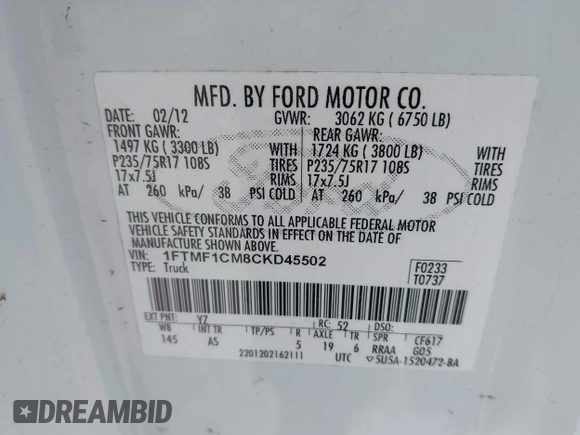 MFD. BY FORD MOTOR CO.
DATE: 02/12 GVWR: 3062 KG ( 6750 LB)
FRONT GAWR: REAR GAWR:
1497 KG ( 3300 LB) WITH 1724 KG ( 3800 LB) WITH
P235/75R17 108S TIRES P235/75R17 108S TIRES
17x7.5J RIMS 17x7.5J RIMS
AT 260 kPa/ 38 PSI COLD AT 260 kPa/ 38 PSI COLD
THIS VEHICLE CONFORMS TO ALL APPLICABLE FEDERAL MOTOR
VEHICLE SAFETY STANDARDS IN EFFECT ON THE DATE OF
MANUFACTURE SHOWN ABOVE.
VIN: 1FTMF1CM8CKD45502
TYPE: Truck
F0233
T0737
EXT PNT: YZ RC: 52 DSO:
WB INT TR TP/PS R AXLE TR SPR CF617
145 AS 5 19 6 RRAA G05
2201202162111 UTC 5U5A-1520472-BA
DREAMBID